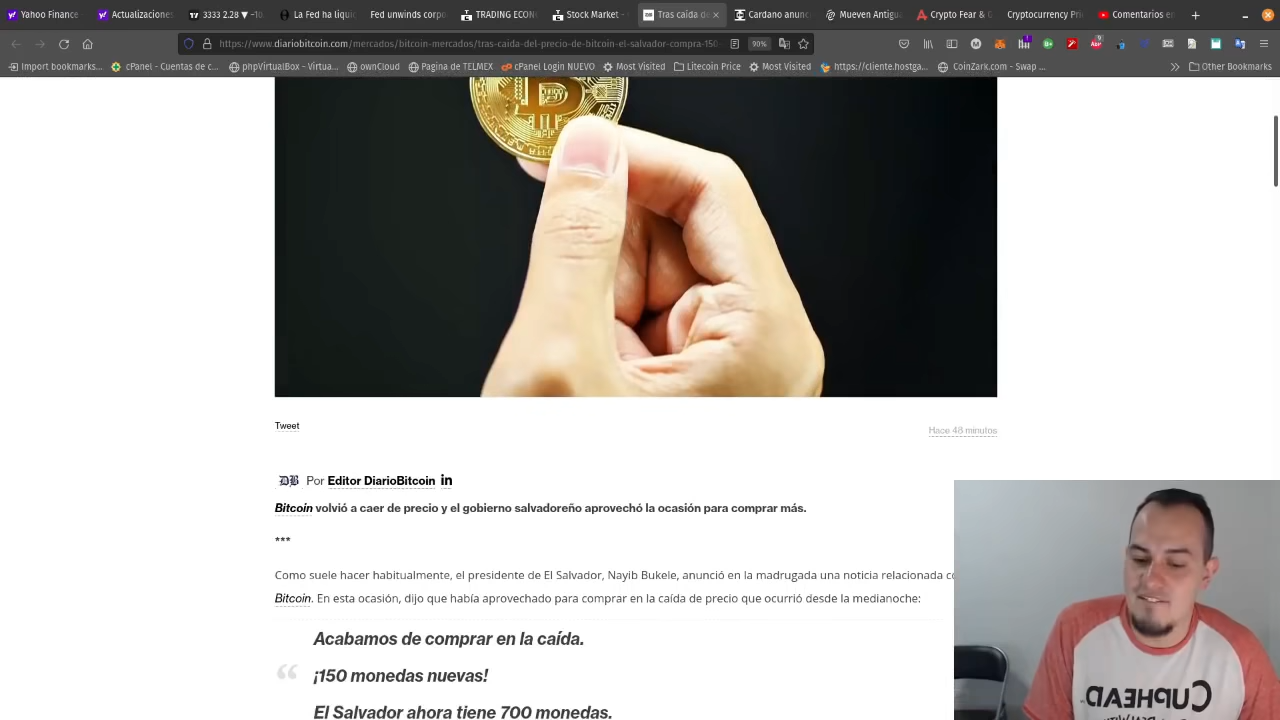 Yahoo Finance
Actualizaciones
2.28 ▼ −10.
La Fed ha liqui
Fed unwinds corpo
TRADING ECON
Stock Market -
Tras caída de
Cardano anunc
Mueven Antigua
Crypto Fear & G
Cryptocurrency Pri
Comentarios e
https://www.diariobitcoin.com/mercados/bitcoin-mercados/tras-caida-del-precio-de-bitcoin-el-salvador-compra-150
90%
Import bookmarks...
cPanel - Cuentas de c...
phpVirtualBox - Virtua...
ownCloud
Pagina de TELMEX
cPanel Login NUEVO
Most Visited
Litecoin Price
Most Visited
https://cliente.hostga...
CoinZark.com - Swap ...
Other Bookmarks
Tweet
Hace 48 minutos
Por Editor DiarioBitcoin in
Bitcoin volvió a caer de precio y el gobierno salvadoreño aprovechó la ocasión para comprar más.
***
Como suele hacer habitualmente, el presidente de El Salvador, Nayib Bukele, anunció en la madrugada una noticia relacionada co
Bitcoin. En esta ocasión, dijo que había aprovechado para comprar en la caída de precio que ocurrió desde la medianoche:
Acabamos de comprar en la caída.
“ ¡150 monedas nuevas!
El Salvador ahora tiene 700 monedas.
CUPHEAD